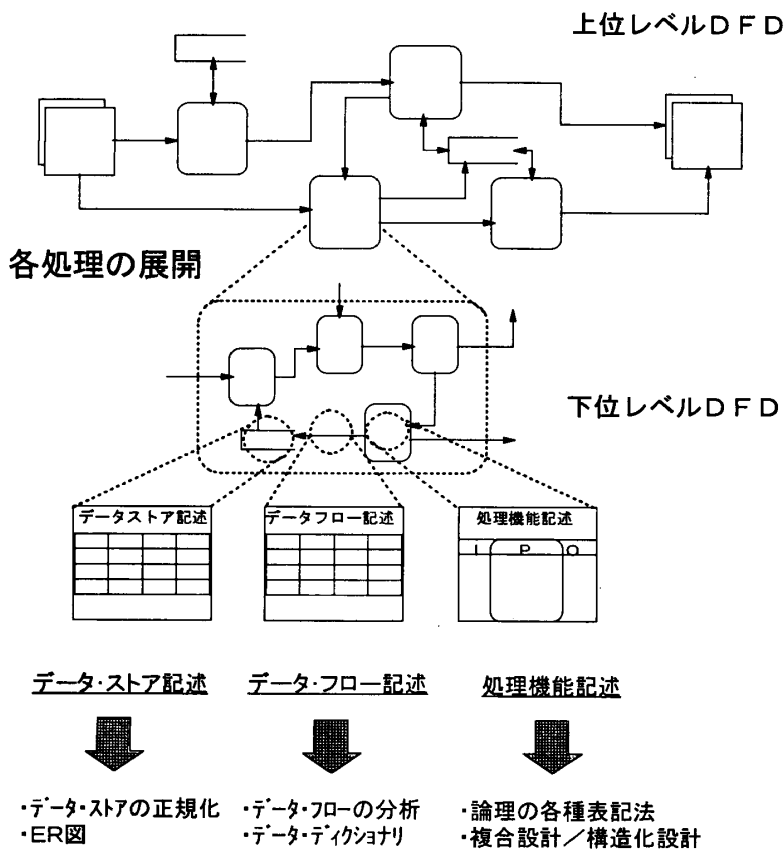 上位レベルＤＦＤ
各処理の展開
下位レベルＤＦＤ
データストア記述
データフロー記述
処理機能記述
I P O
データ・ストア記述
データ・フロー記述
処理機能記述
・データ・ストアの正規化
・ER図
・データ・フローの分析
・データ・ディクショナリ
・論理の各種表記法
・複合設計／構造化設計